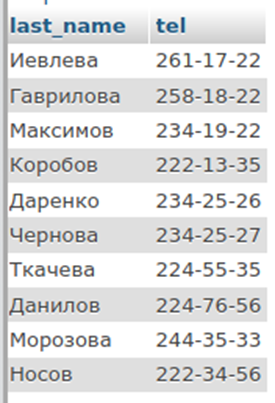 last_name tel
Иевлева 261-17-22
Гаврилова 258-18-22
Максимов 234-19-22
Коробов 222-13-35
Даренко 234-25-26
Чернова 234-25-27
Ткачева 224-55-35
Данилов 224-76-56
Морозова 244-35-33
Носов 222-34-56